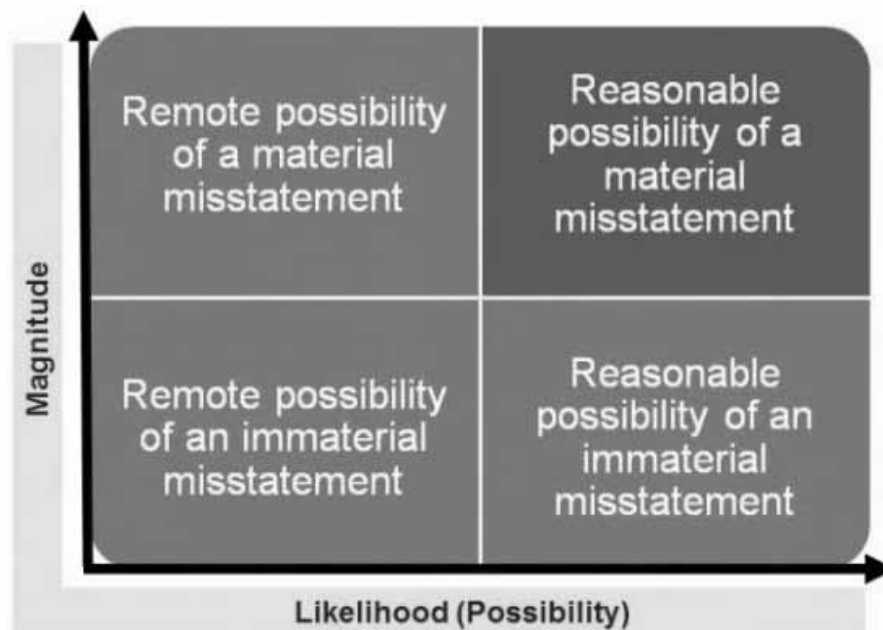 Remote possibility
of a material
misstatement
Reasonable
possibility of a
material
misstatement
Remote possibility
of an immaterial
misstatement
Reasonable
possibility of an
immaterial
misstatement
Magnitude
Likelihood (Possibility)